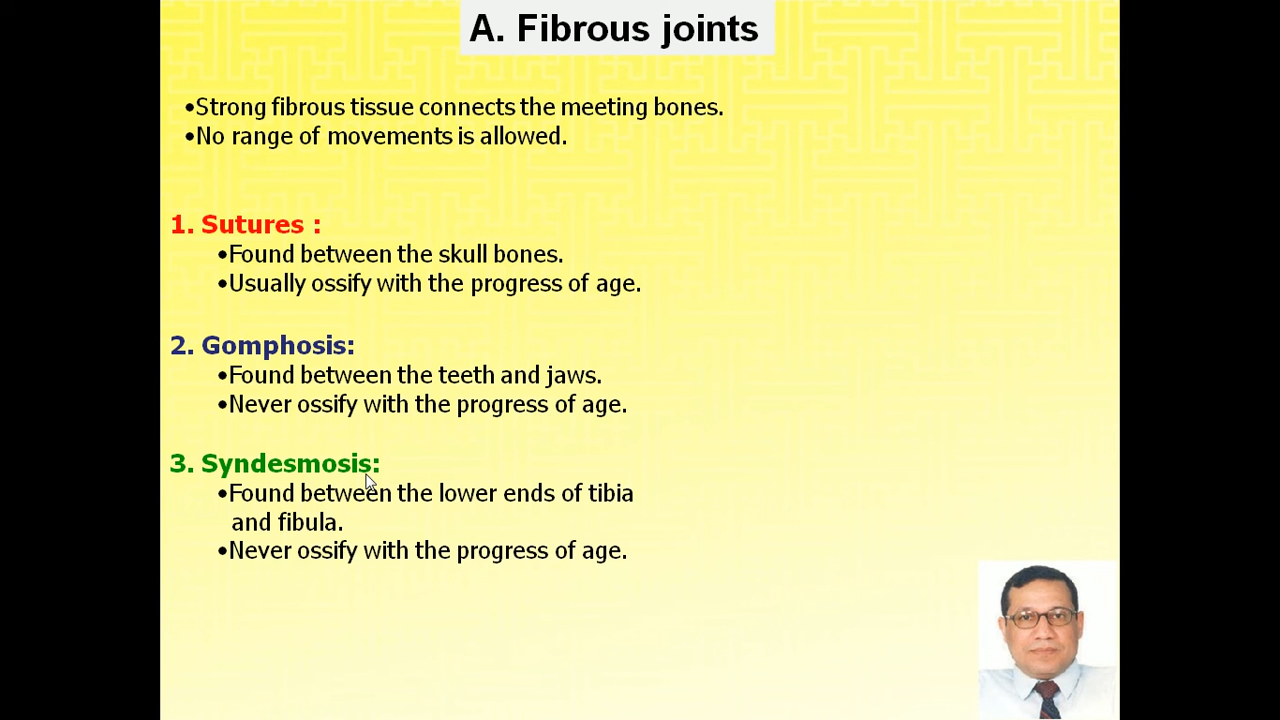 A. Fibrous joints
•Strong fibrous tissue connects the meeting bones.
•No range of movements is allowed.
1. Sutures :
•Found between the skull bones.
•Usually ossify with the progress of age.
2. Gomphosis:
•Found between the teeth and jaws.
•Never ossify with the progress of age.
3. Syndesmosis:
•Found between the lower ends of tibia
and fibula.
•Never ossify with the progress of age.